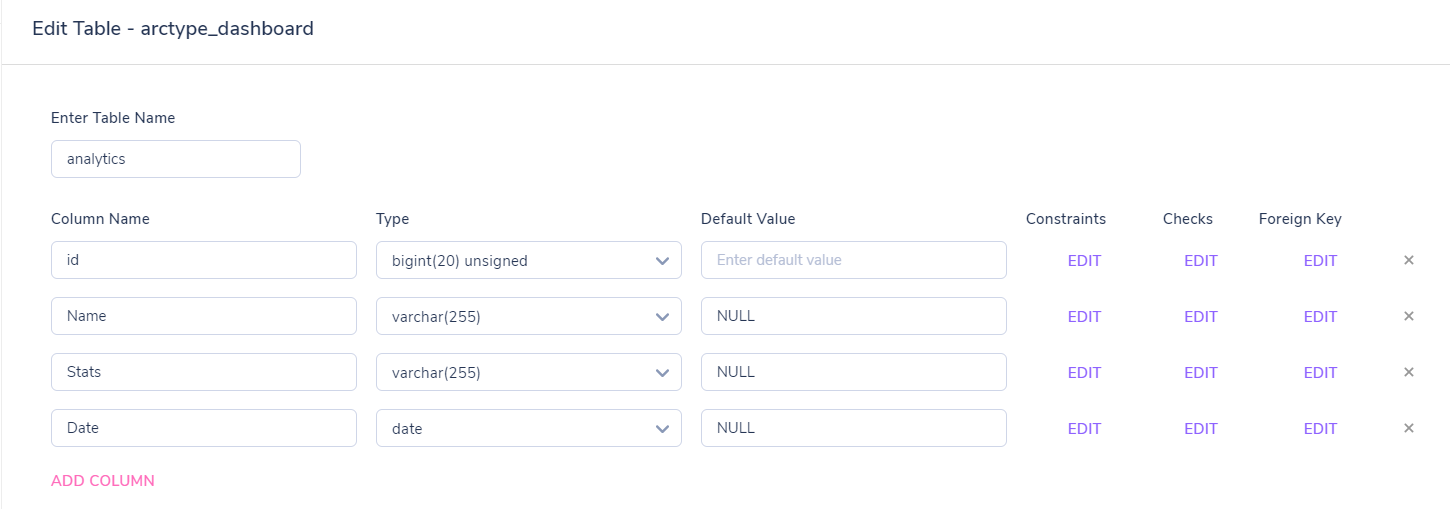 Edit Table - arctype_dashboard
Enter Table Name
analytics
Column Name Type Default Value Constraints Checks Foreign Key
id bigint(20) unsigned Enter default value EDIT EDIT EDIT ×
Name varchar(255) NULL EDIT EDIT EDIT ×
Stats varchar(255) NULL EDIT EDIT EDIT ×
Date date NULL EDIT EDIT EDIT ×
ADD COLUMN